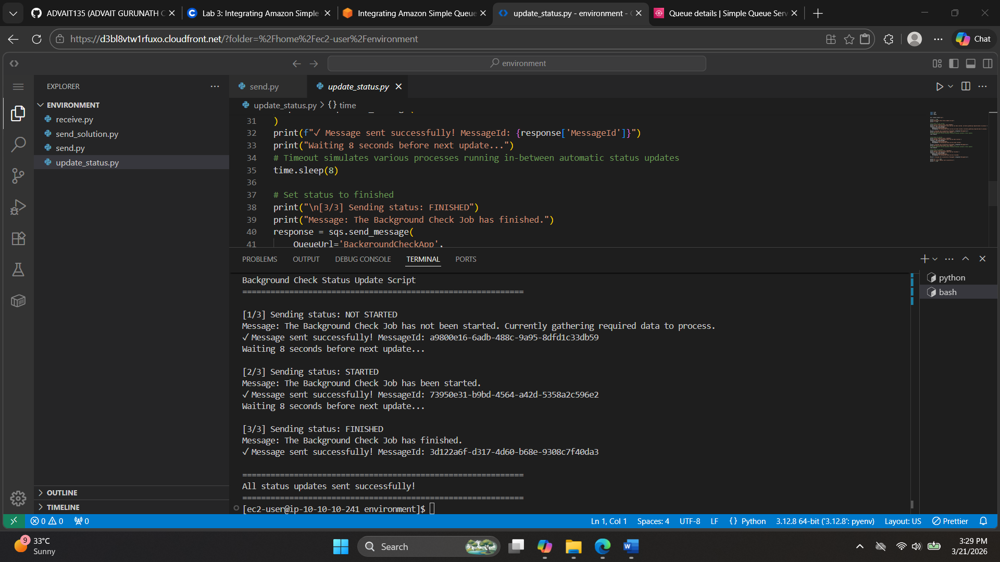 ADVAIT135 (ADVAIT GURUNATH C
Lab 3: Integrating Amazon Simple
Integrating Amazon Simple Queue
update_status.py - environment -
Queue details | Simple Queue Serv
https://d3bl8vtw1rfuxo.cloudfront.net/?folder=%2Fhome%2Fec2-user%2Fenvironment
Chat
environment
EXPLORER
ENVIRONMENT
receive.py
send_solution.py
send.py
update_status.py
OUTLINE
TIMELINE
send.py
update_status.py
update_status.py > {} time
31 )
32 print(f"✓ Message sent successfully! MessageId: {response['MessageId']}")
33 print("Waiting 8 seconds before next update...")
34 # Timeout simulates various processes running in-between automatic status updates
35 time.sleep(8)
36
37 # Set status to finished
38 print("\n[3/3] Sending status: FINISHED")
39 print("Message: The Background Check Job has finished.")
40 response = sqs.send_message(
41 QueueUrl='BackgroundCheckApp',
PROBLEMS
OUTPUT
DEBUG CONSOLE
TERMINAL
PORTS
python
bash
Background Check Status Update Script
============================================================
[1/3] Sending status: NOT STARTED
Message: The Background Check Job has not been started. Currently gathering required data to process.
✓ Message sent successfully! MessageId: a9800e16-6adb-488c-9a95-8dfd1c33db59
Waiting 8 seconds before next update...
[2/3] Sending status: STARTED
Message: The Background Check Job has been started.
✓ Message sent successfully! MessageId: 73950e31-b9bd-4564-a42d-5358a2c596e2
Waiting 8 seconds before next update...
[3/3] Sending status: FINISHED
Message: The Background Check Job has finished.
✓ Message sent successfully! MessageId: 3d122a6f-d317-4d60-b68e-9308c7f40da3
============================================================
All status updates sent successfully!
============================================================
[ec2-user@ip-10-10-10-241 environment]$
0 0 0
Ln 1, Col 1
Spaces: 4
UTF-8
LF
{} Python
3.12.8 64-bit ('3.12.8': pyenv)
Layout: US
Prettier
9
33°C
Sunny
Search
3:29 PM
3/21/2026